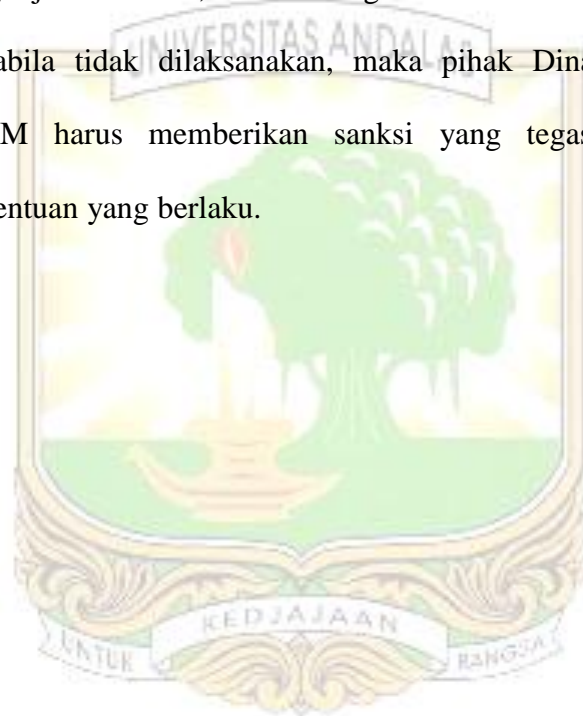 UNIVERSITAS ANDALAS
abila tidak dilaksanakan, maka pihak Dina
M harus memberikan sanksi yang tegas
entuan yang berlaku.
KEDJAJAAN
UNTUK
BANGSA